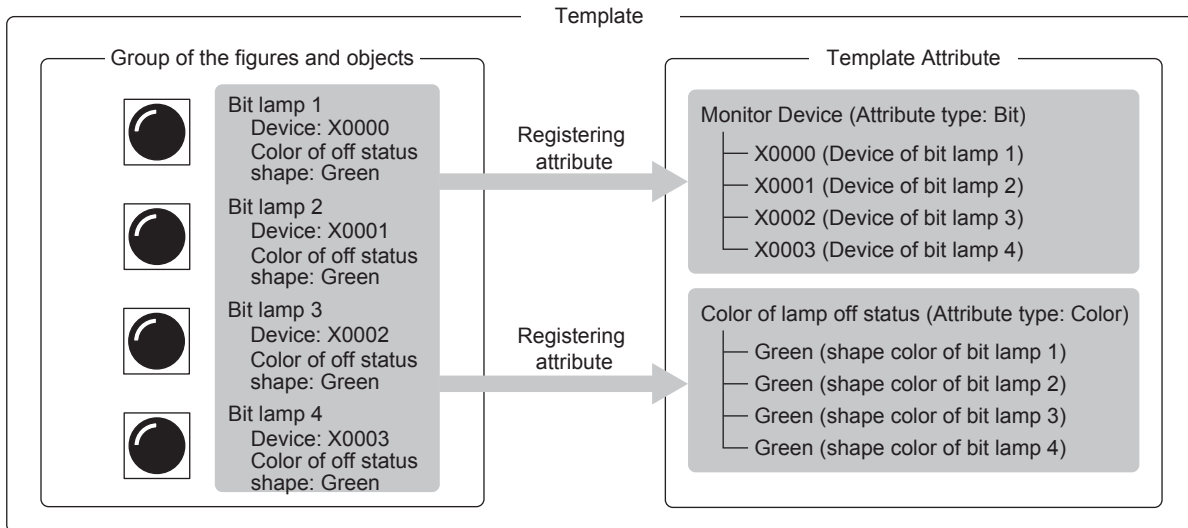 Template
Group of the figures and objects
Bit lamp 1
Device: X0000
Color of off status
shape: Green
Bit lamp 2
Device: X0001
Color of off status
shape: Green
Bit lamp 3
Device: X0002
Color of off status
shape: Green
Bit lamp 4
Device: X0003
Color of off status
shape: Green
Registering
attribute
Registering
attribute
Template Attribute
Monitor Device (Attribute type: Bit)
X0000 (Device of bit lamp 1)
X0001 (Device of bit lamp 2)
X0002 (Device of bit lamp 3)
X0003 (Device of bit lamp 4)
Color of lamp off status (Attribute type: Color)
Green (shape color of bit lamp 1)
Green (shape color of bit lamp 2)
Green (shape color of bit lamp 3)
Green (shape color of bit lamp 4)